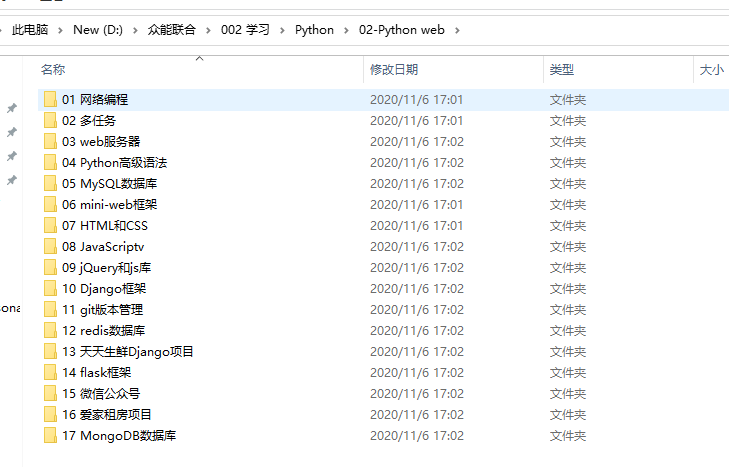 此电脑 › New (D:) › 众能联合 › 002 学习 › Python › 02-Python web ›
名称 修改日期 类型 大小
01 网络编程 2020/11/6 17:01 文件夹
02 多任务 2020/11/6 17:01 文件夹
03 web服务器 2020/11/6 17:02 文件夹
04 Python高级语法 2020/11/6 17:02 文件夹
05 MySQL数据库 2020/11/6 17:02 文件夹
06 mini-web框架 2020/11/6 17:01 文件夹
07 HTML和CSS 2020/11/6 17:01 文件夹
08 JavaScriptv 2020/11/6 17:02 文件夹
09 jQuery和js库 2020/11/6 17:02 文件夹
10 Django框架 2020/11/6 17:02 文件夹
11 git版本管理 2020/11/6 17:02 文件夹
12 redis数据库 2020/11/6 17:02 文件夹
13 天天生鲜Django项目 2020/11/6 17:02 文件夹
14 flask框架 2020/11/6 17:02 文件夹
15 微信公众号 2020/11/6 17:02 文件夹
16 爱家租房项目 2020/11/6 17:02 文件夹
17 MongoDB数据库 2020/11/6 17:02 文件夹